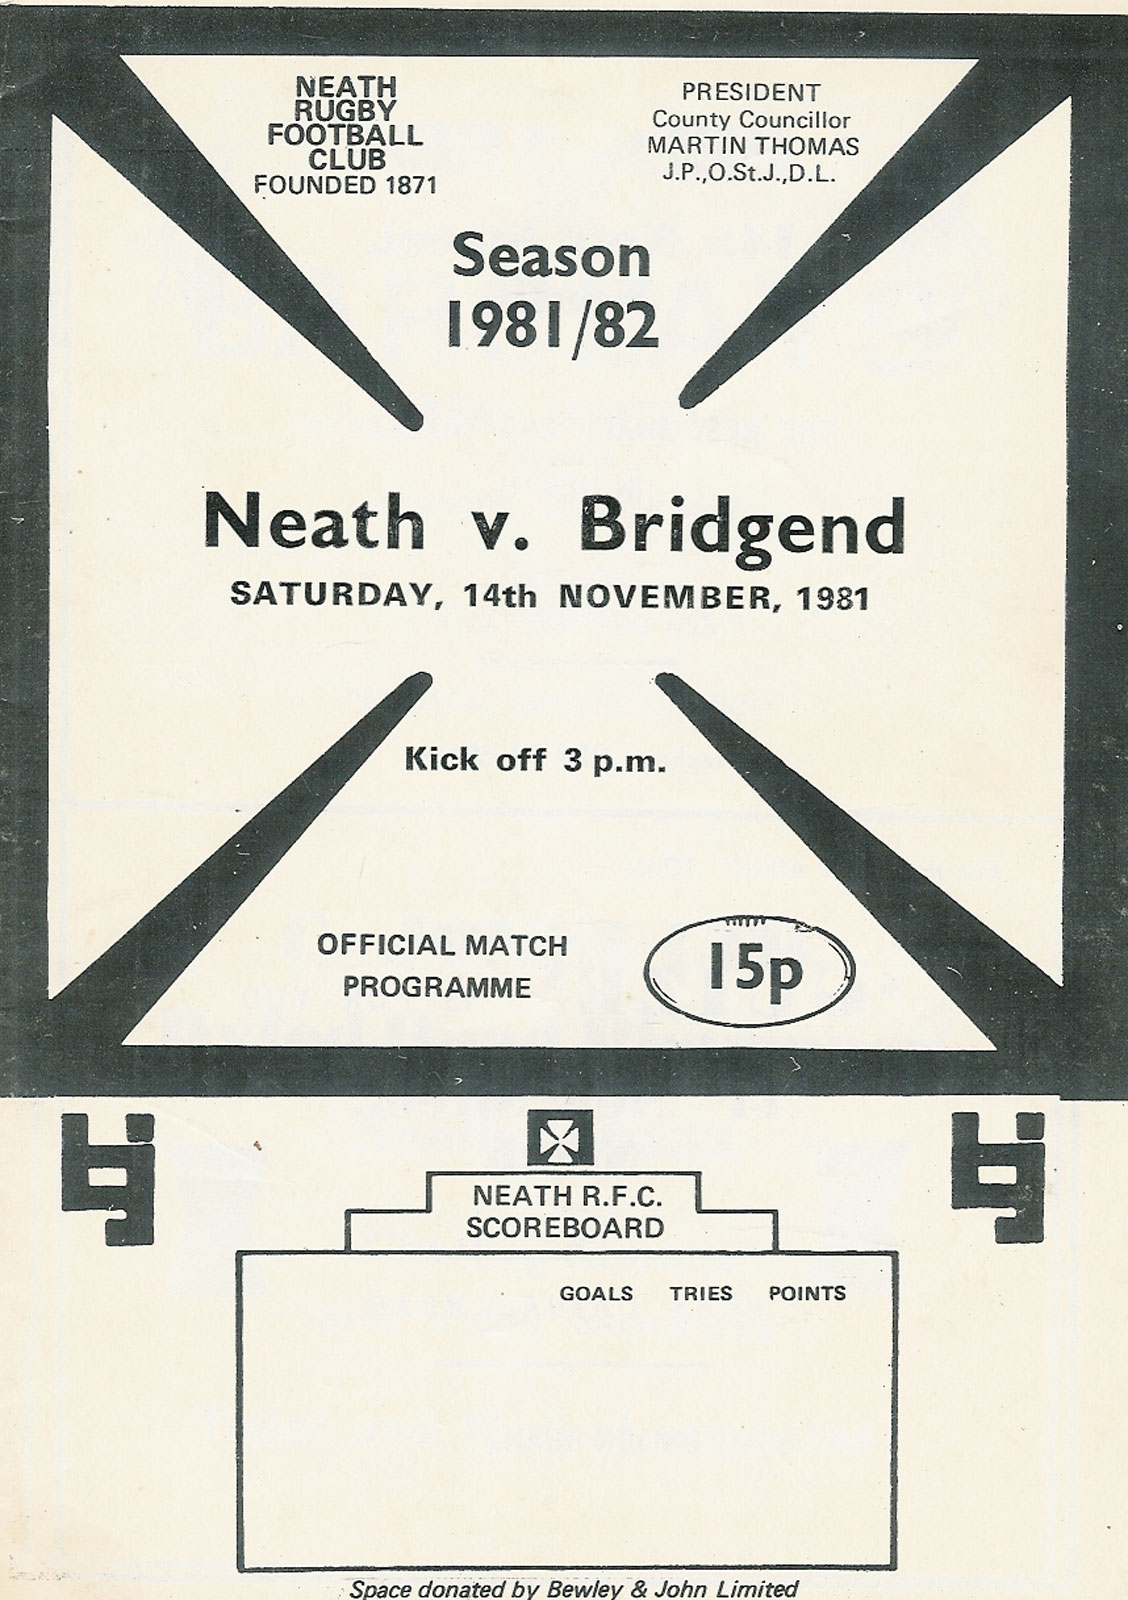 NEATH
RUGBY
FOOTBALL
CLUB
FOUNDED 1871
PRESIDENT
County Councillor
MARTIN THOMAS
J.P.,O.St.J.,D.L.
Season
1981/82
Neath v. Bridgend
SATURDAY, 14th NOVEMBER, 1981
Kick off 3 p.m.
OFFICIAL MATCH
PROGRAMME
15p
bj
bj
NEATH R.F.C.
SCOREBOARD
GOALS TRIES POINTS
Space donated by Bewley & John Limited